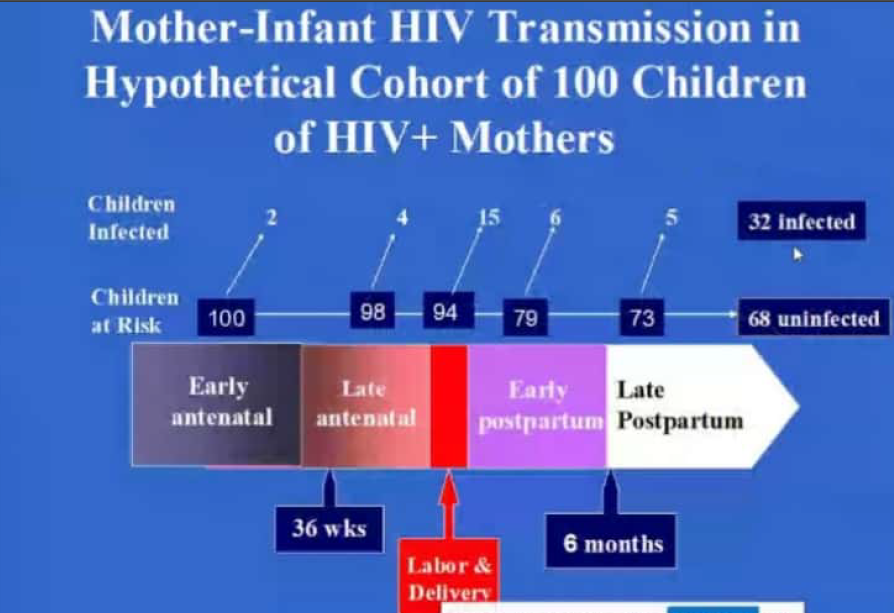 Mother-Infant HIV Transmission in
Hypothetical Cohort of 100 Children
of HIV+ Mothers
Children
Infected
2
4
15
6
5
32 infected
Children
at Risk
100
98
94
79
73
68 uninfected
Early
antenatal
Late
antenatal
Early
postpartum
Late
Postpartum
36 wks
Labor &
Delivery
6 months